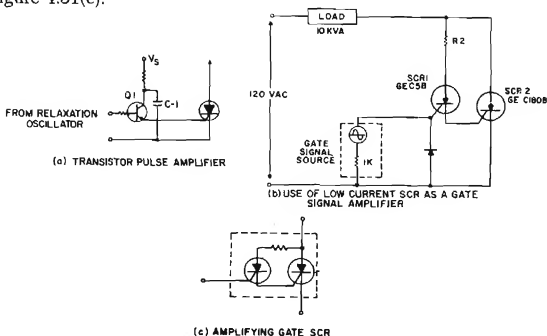 igure 4.31(c).
LOAD
10 KVA
R2
120 VAC
SCR1
GEC5B
SCR 2
GE C180B
GATE
SIGNAL
SOURCE
1K
(b) USE OF LOW CURRENT SCR AS A GATE
SIGNAL AMPLIFIER
VS
Q1
C-1
FROM RELAXATION
OSCILLATOR
(a) TRANSISTOR PULSE AMPLIFIER
(c) AMPLIFYING GATE SCR